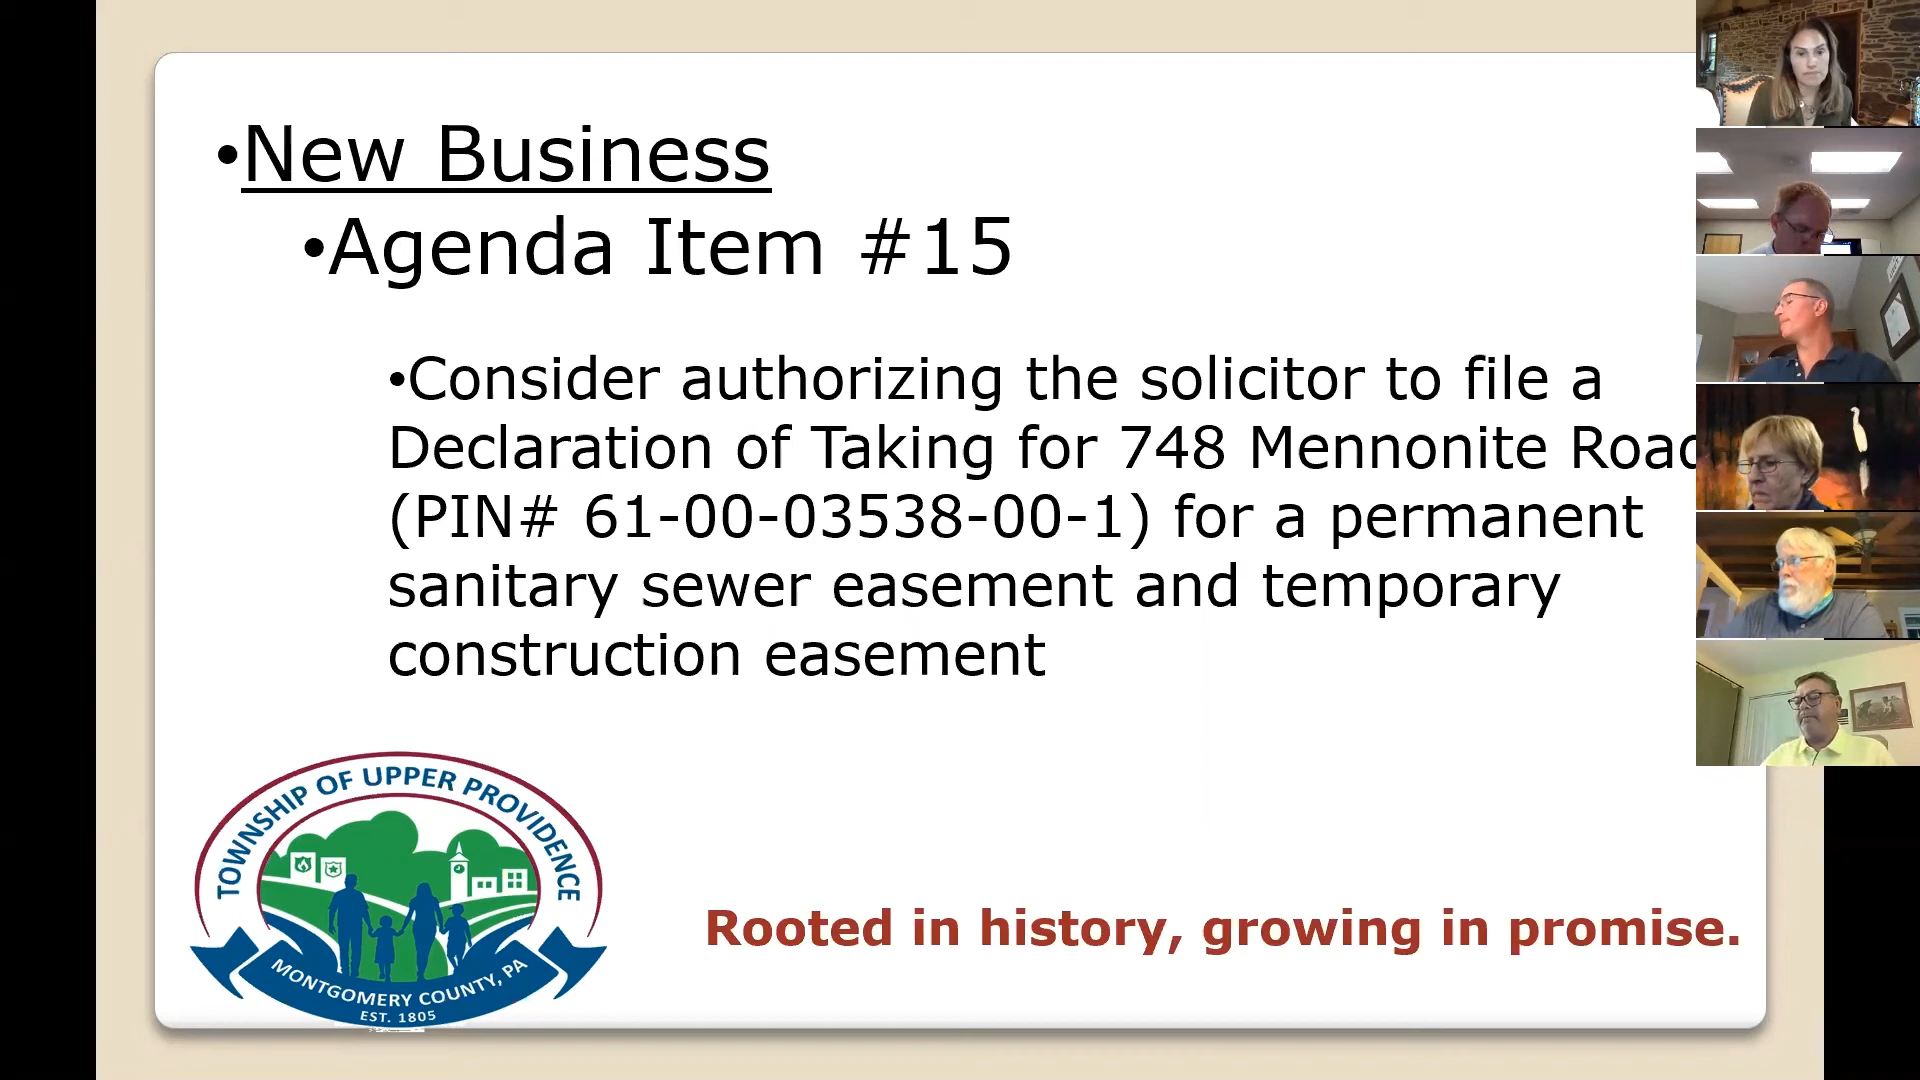 •New Business
•Agenda Item #15
•Consider authorizing the solicitor to file a
Declaration of Taking for 748 Mennonite Road
(PIN# 61-00-03538-00-1) for a permanent
sanitary sewer easement and temporary
construction easement
TOWNSHIP OF UPPER PROVIDENCE
MONTGOMERY COUNTY, PA
EST. 1805
Rooted in history, growing in promise.